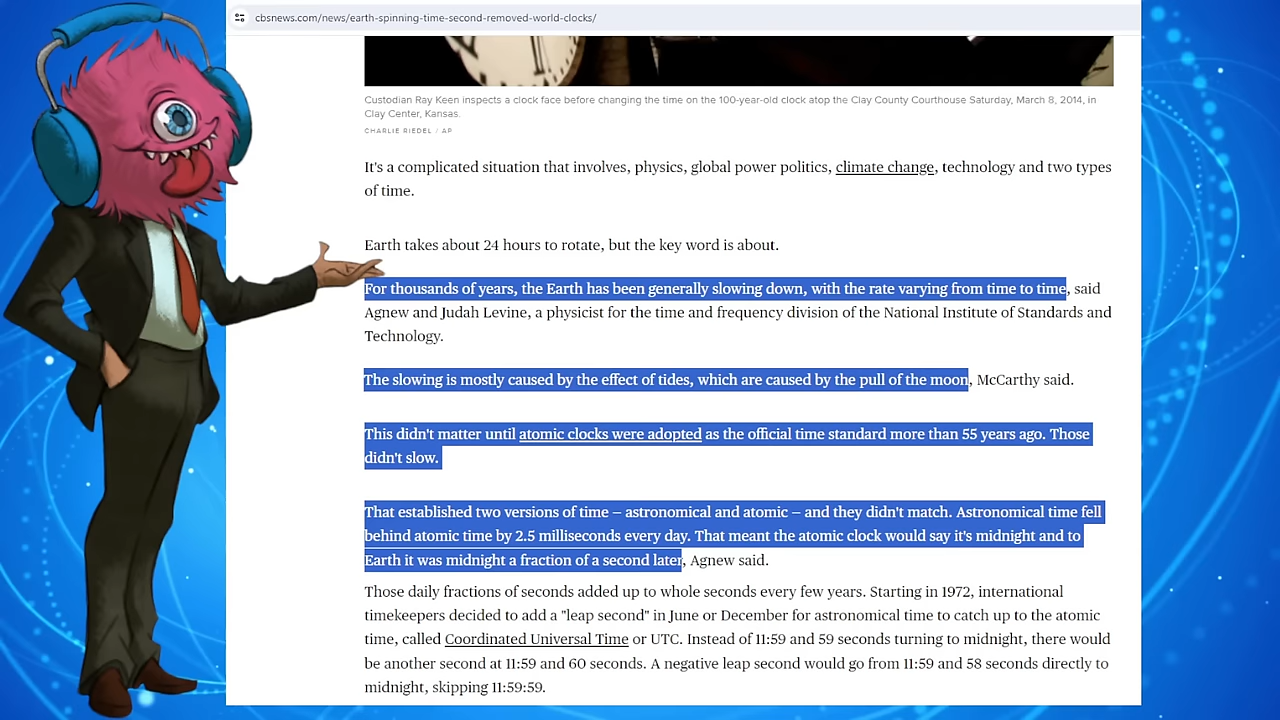 cbsnews.com/news/earth-spinning-time-second-removed-world-clocks/
Custodian Ray Keen inspects a clock face before changing the time on the 100-year-old clock atop the Clay County Courthouse Saturday, March 8, 2014, in
Clay Center, Kansas.
CHARLIE RIEDEL / AP
It's a complicated situation that involves, physics, global power politics, climate change, technology and two types
of time.
Earth takes about 24 hours to rotate, but the key word is about.
For thousands of years, the Earth has been generally slowing down, with the rate varying from time to time, said
Agnew and Judah Levine, a physicist for the time and frequency division of the National Institute of Standards and
Technology.
The slowing is mostly caused by the effect of tides, which are caused by the pull of the moon, McCarthy said.
This didn't matter until atomic clocks were adopted as the official time standard more than 55 years ago. Those
didn't slow.
That established two versions of time — astronomical and atomic — and they didn't match. Astronomical time fell
behind atomic time by 2.5 milliseconds every day. That meant the atomic clock would say it's midnight and to
Earth it was midnight a fraction of a second later, Agnew said.
Those daily fractions of seconds added up to whole seconds every few years. Starting in 1972, international
timekeepers decided to add a "leap second" in June or December for astronomical time to catch up to the atomic
time, called Coordinated Universal Time or UTC. Instead of 11:59 and 59 seconds turning to midnight, there would
be another second at 11:59 and 60 seconds. A negative leap second would go from 11:59 and 58 seconds directly to
midnight, skipping 11:59:59.